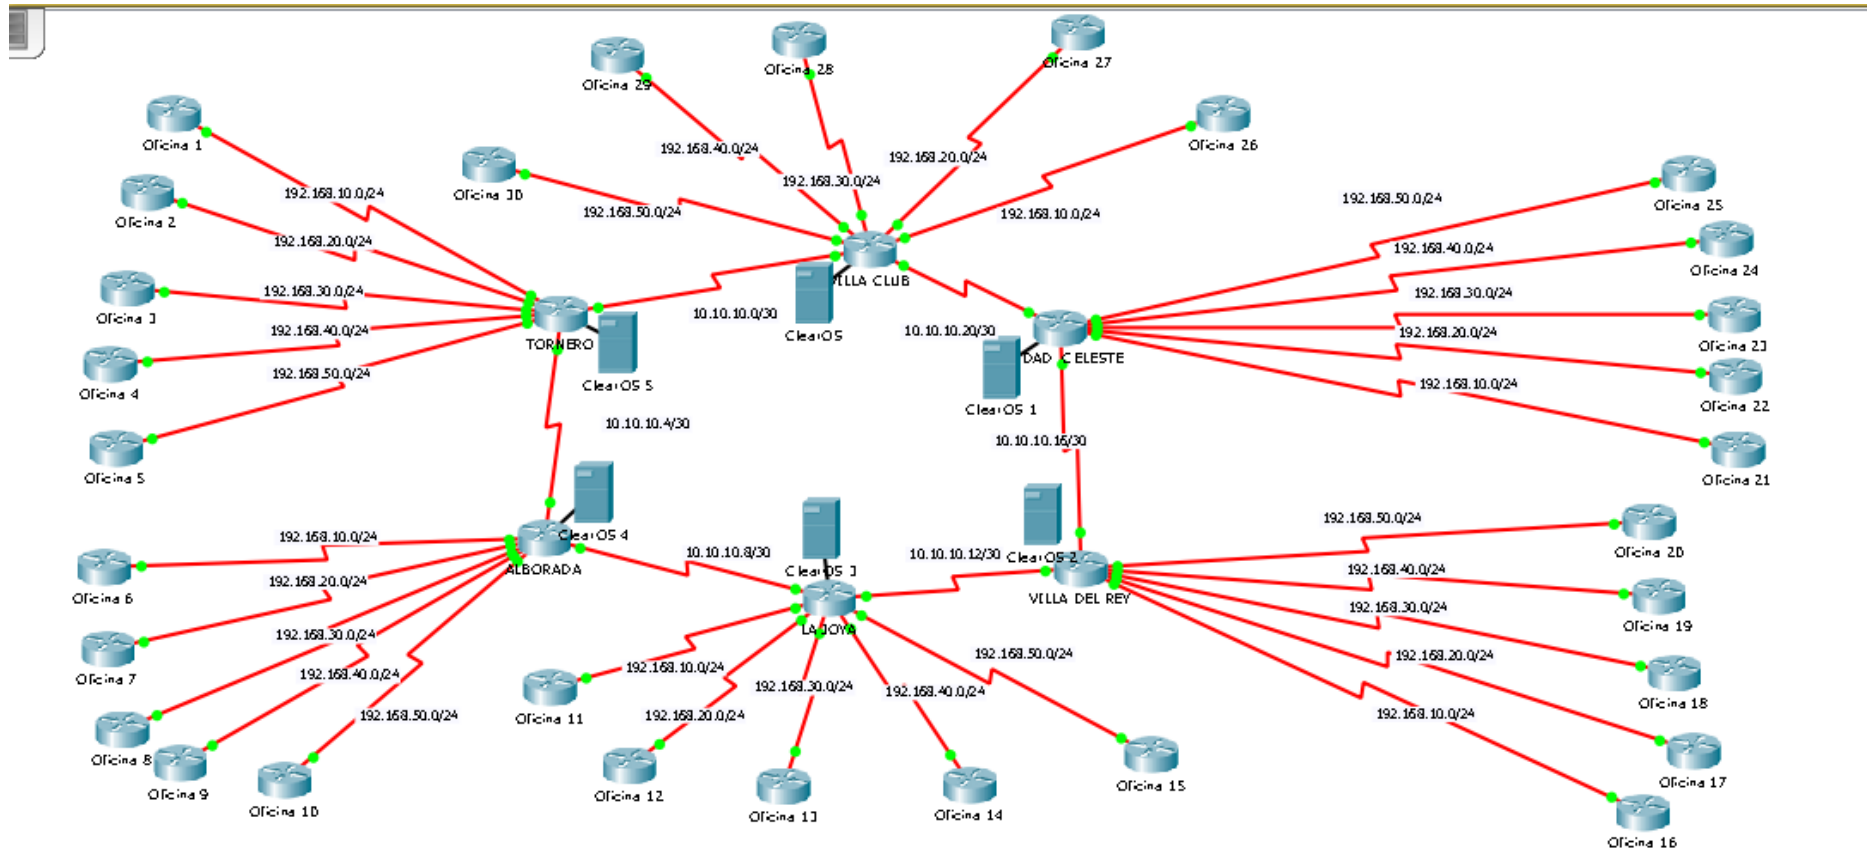 Oficina 29
Oficina 28
Oficina 27
Oficina 26
Oficina 30
Oficina 1
Oficina 2
Oficina 3
Oficina 4
Oficina 5
192.168.10.0/24
192.168.20.0/24
192.168.30.0/24
192.168.40.0/24
192.168.50.0/24
TORNERO
ClearOS 5
192.168.50.0/24
192.168.40.0/24
192.168.30.0/24
192.168.20.0/24
192.168.10.0/24
VILLA CLUB
ClearOS
10.10.10.0/30
10.10.10.20/30
DAD CELESTE
ClearOS 1
192.168.50.0/24
192.168.40.0/24
192.168.30.0/24
192.168.20.0/24
192.168.10.0/24
Oficina 25
Oficina 24
Oficina 23
Oficina 22
Oficina 21
10.10.10.4/30
10.10.10.16/30
ClearOS 4
ALBORADA
192.168.10.0/24
192.168.20.0/24
192.168.30.0/24
192.168.40.0/24
192.168.50.0/24
Oficina 6
Oficina 7
Oficina 8
Oficina 9
Oficina 10
10.10.10.8/30
ClearOS 3
LA JOYA
192.168.10.0/24
192.168.20.0/24
192.168.30.0/24
192.168.40.0/24
192.168.50.0/24
Oficina 11
Oficina 12
Oficina 13
Oficina 14
Oficina 15
10.10.10.12/30
ClearOS 2
VILLA DEL REY
192.168.50.0/24
192.168.40.0/24
192.168.30.0/24
192.168.20.0/24
192.168.10.0/24
Oficina 20
Oficina 19
Oficina 18
Oficina 17
Oficina 16